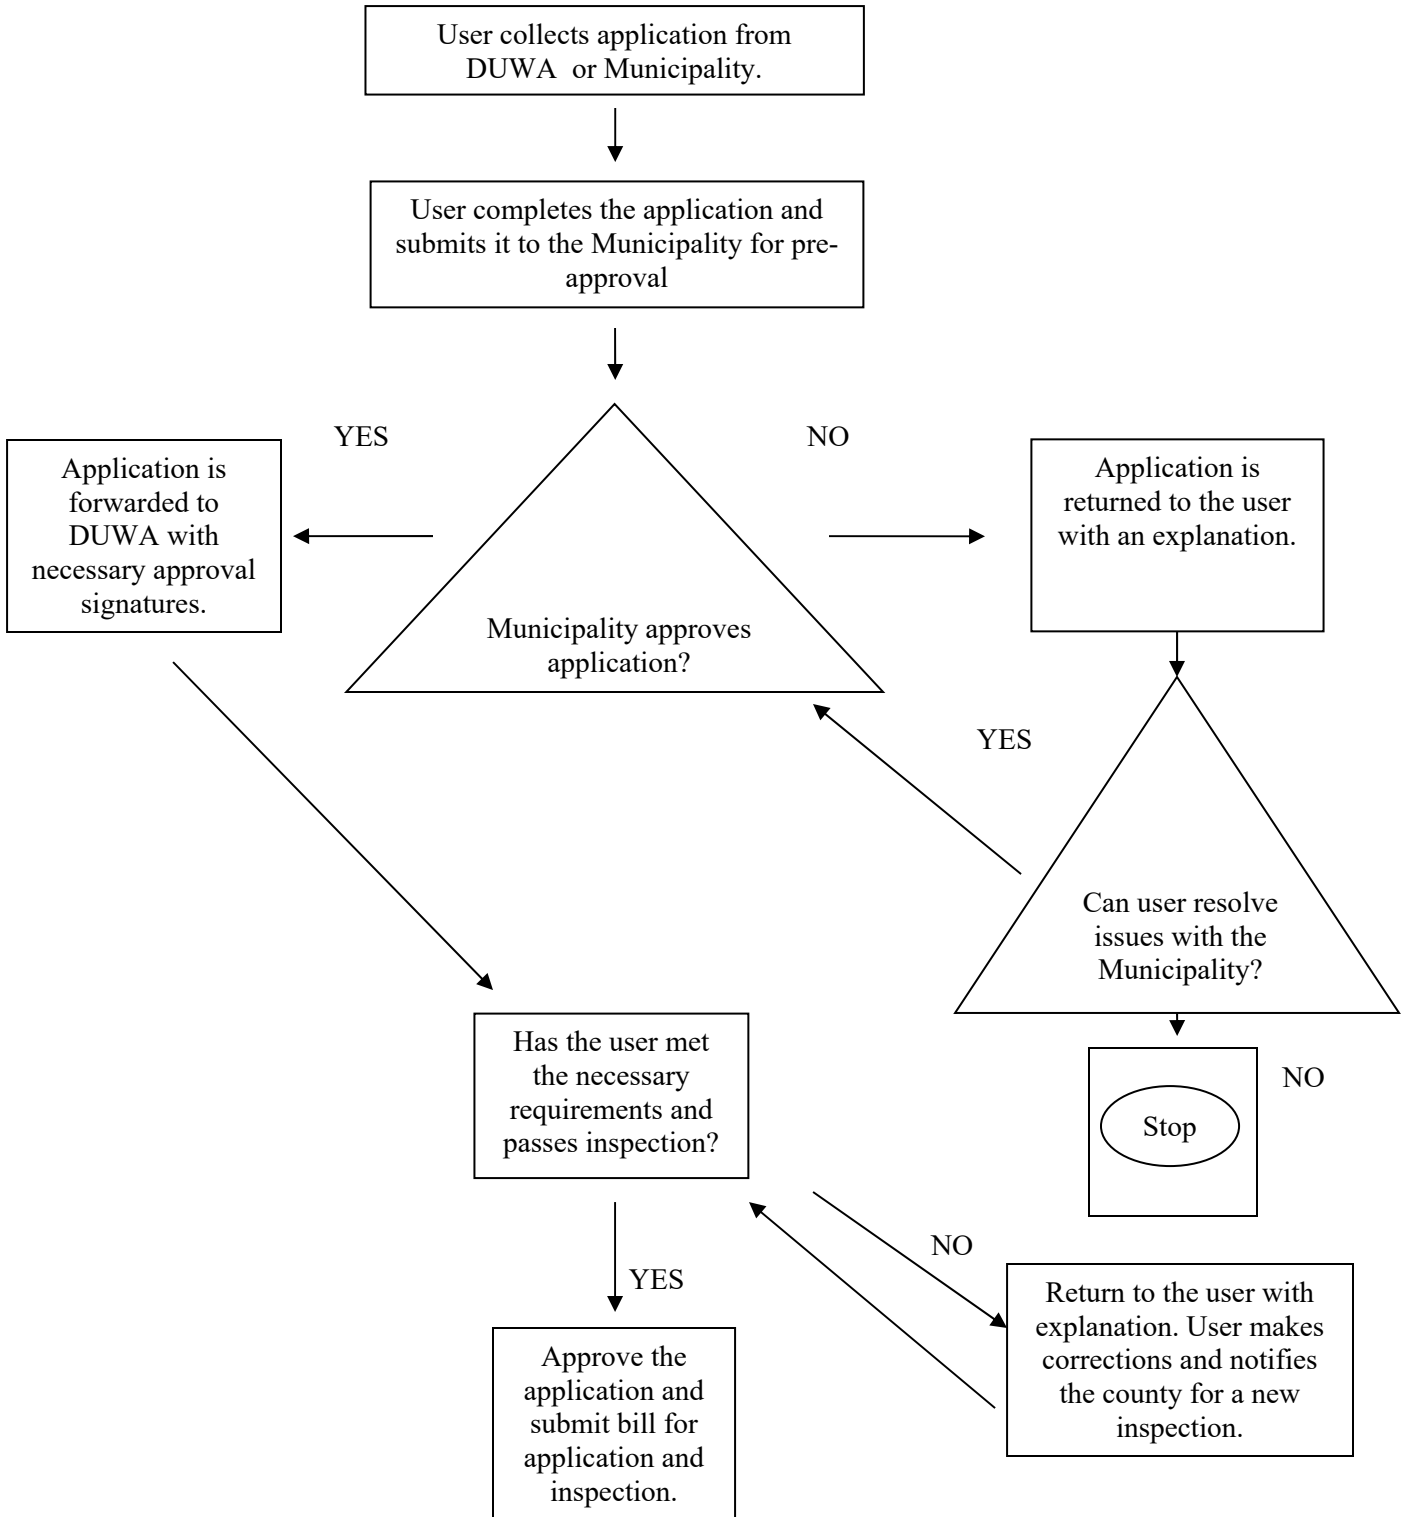 User collects application from
DUWA  or Municipality.
User completes the application and
submits it to the Municipality for pre-
approval
YES
NO
Application is
forwarded to
DUWA with
necessary approval
signatures.
Municipality approves
application?
Application is
returned to the user
with an explanation.
YES
Can user resolve
issues with the
Municipality?
NO
Stop
Has the user met
the necessary
requirements and
passes inspection?
NO
YES
Return to the user with
explanation. User makes
corrections and notifies
the county for a new
inspection.
Approve the
application and
submit bill for
application and
inspection.